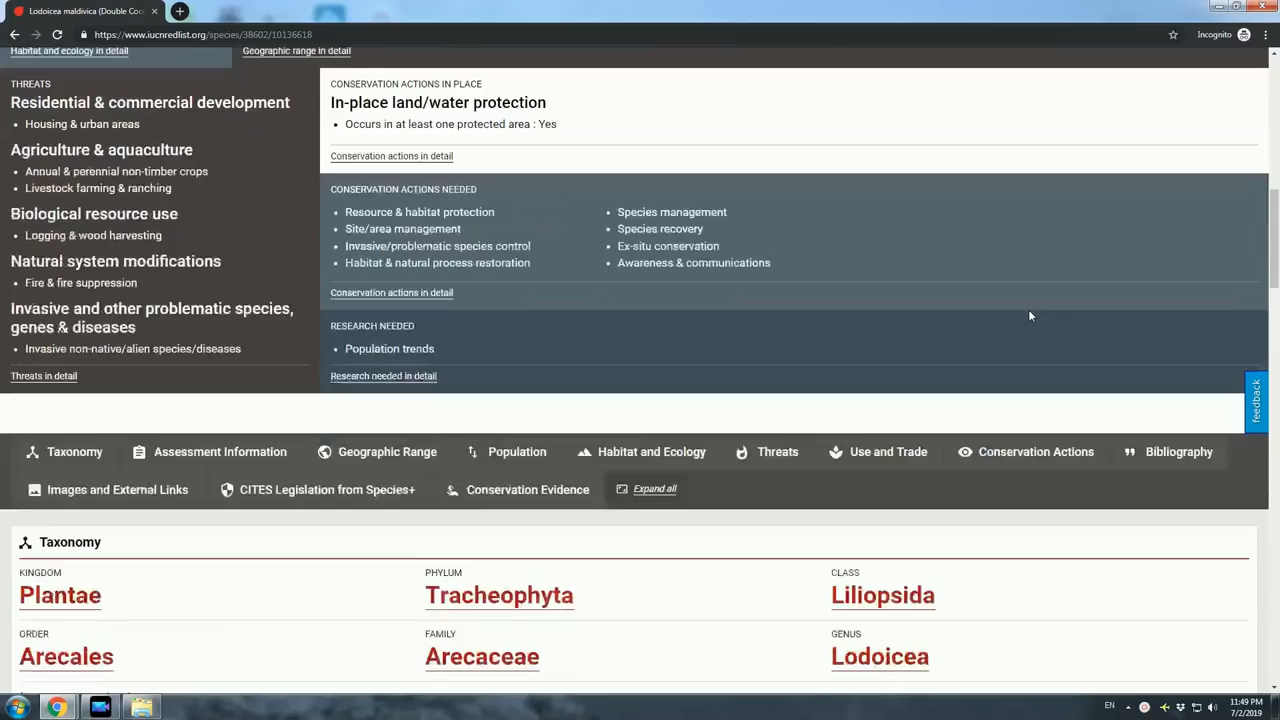 Lodoicea maldivica (Double Coc
https://www.iucnredlist.org/species/38602/10136618
Incognito
Habitat and ecology in detail
Geographic range in detail
THREATS
Residential & commercial development
Housing & urban areas
Agriculture & aquaculture
Annual & perennial non-timber crops
Livestock farming & ranching
Biological resource use
Logging & wood harvesting
Natural system modifications
Fire & fire suppression
Invasive and other problematic species,
genes & diseases
Invasive non-native/alien species/diseases
Threats in detail
CONSERVATION ACTIONS IN PLACE
In-place land/water protection
Occurs in at least one protected area : Yes
Conservation actions in detail
CONSERVATION ACTIONS NEEDED
Resource & habitat protection
Site/area management
Invasive/problematic species control
Habitat & natural process restoration
Species management
Species recovery
Ex-situ conservation
Awareness & communications
Conservation actions in detail
RESEARCH NEEDED
Population trends
Research needed in detail
feedback
Taxonomy
Assessment Information
Geographic Range
Population
Habitat and Ecology
Threats
Use and Trade
Conservation Actions
Bibliography
Images and External Links
CITES Legislation from Species+
Conservation Evidence
Expand all
Taxonomy
KINGDOM
Plantae
PHYLUM
Tracheophyta
CLASS
Liliopsida
ORDER
Arecales
FAMILY
Arecaceae
GENUS
Lodoicea
EN
11:49 PM
7/2/2019